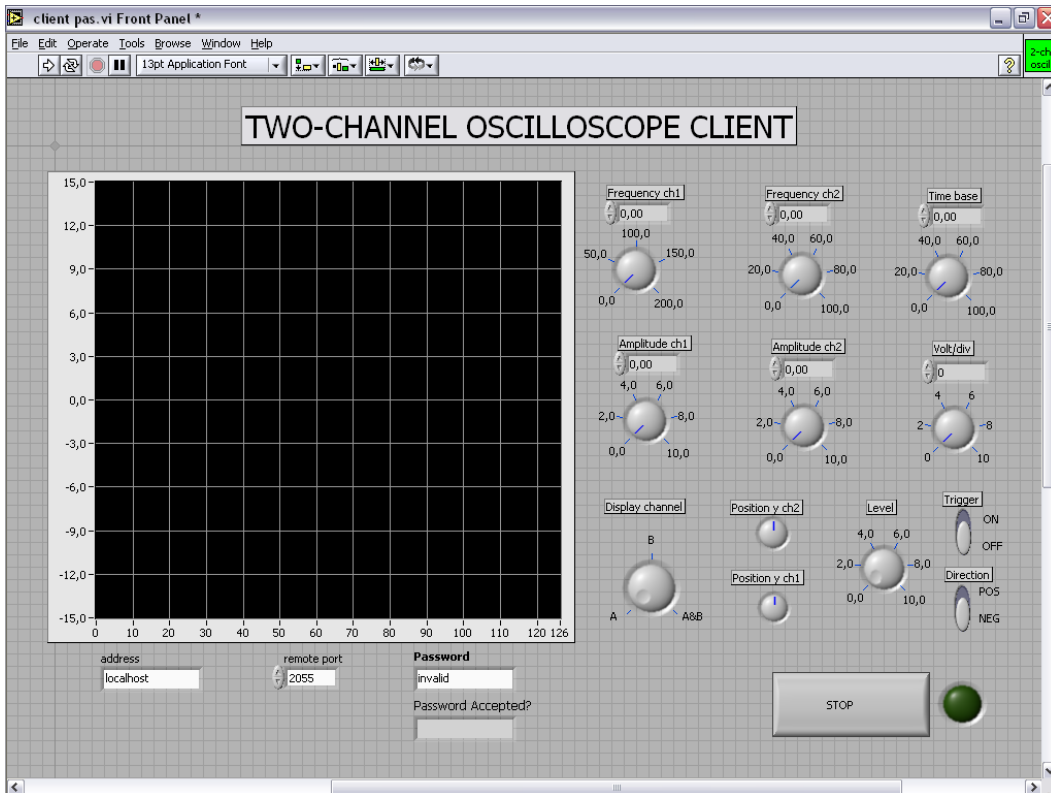 client pas.vi Front Panel *
File Edit Operate Tools Browse Window Help
13pt Application Font
?
2-ch
oscil
TWO-CHANNEL OSCILLOSCOPE CLIENT
15,0
12,0
9,0
6,0
3,0
0,0
-3,0
-6,0
-9,0
-12,0
-15,0
0 10 20 30 40 50 60 70 80 90 100 110 120 126
Frequency ch1
0,00
100,0
50,0 150,0
0,0 200,0
Frequency ch2
0,00
40,0 60,0
20,0 80,0
0,0 100,0
Time base
0,00
40,0 60,0
20,0 80,0
0,0 100,0
Amplitude ch1
0,00
4,0 6,0
2,0 8,0
0,0 10,0
Amplitude ch2
0,00
4,0 6,0
2,0 8,0
0,0 10,0
Volt/div
0
4 6
2 8
0 10
Display channel
B
A A&B
Position y ch2
Position y ch1
Level
4,0 6,0
2,0 8,0
0,0 10,0
Trigger
ON
OFF
Direction
POS
NEG
address
localhost
remote port
2055
Password
invalid
Password Accepted?
STOP